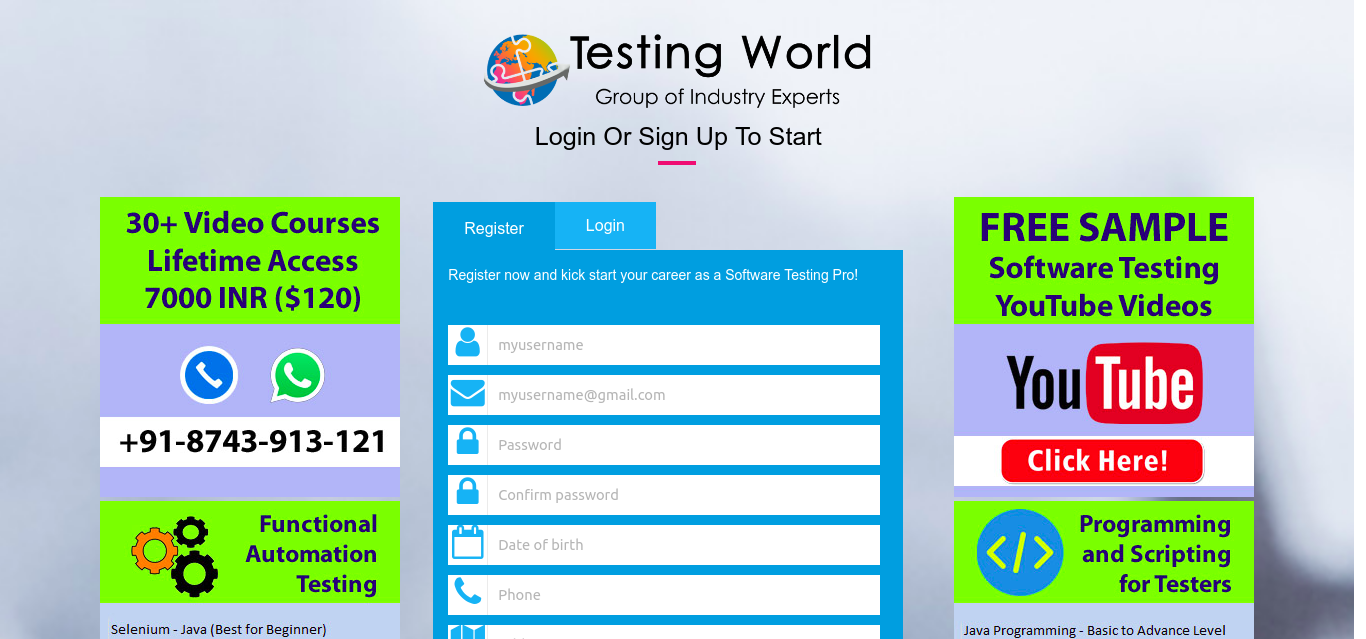 Testing World
Group of Industry Experts
Login Or Sign Up To Start
30+ Video Courses
Lifetime Access
7000 INR ($120)
+91-8743-913-121
Functional
Automation
Testing
Selenium - Java (Best for Beginner)
Register
Login
Register now and kick start your career as a Software Testing Pro!
myusername
myusername@gmail.com
Password
Confirm password
Date of birth
Phone
FREE SAMPLE
Software Testing
YouTube Videos
YouTube
Click Here!
Programming
and Scripting
for Testers
Java Programming - Basic to Advance Level